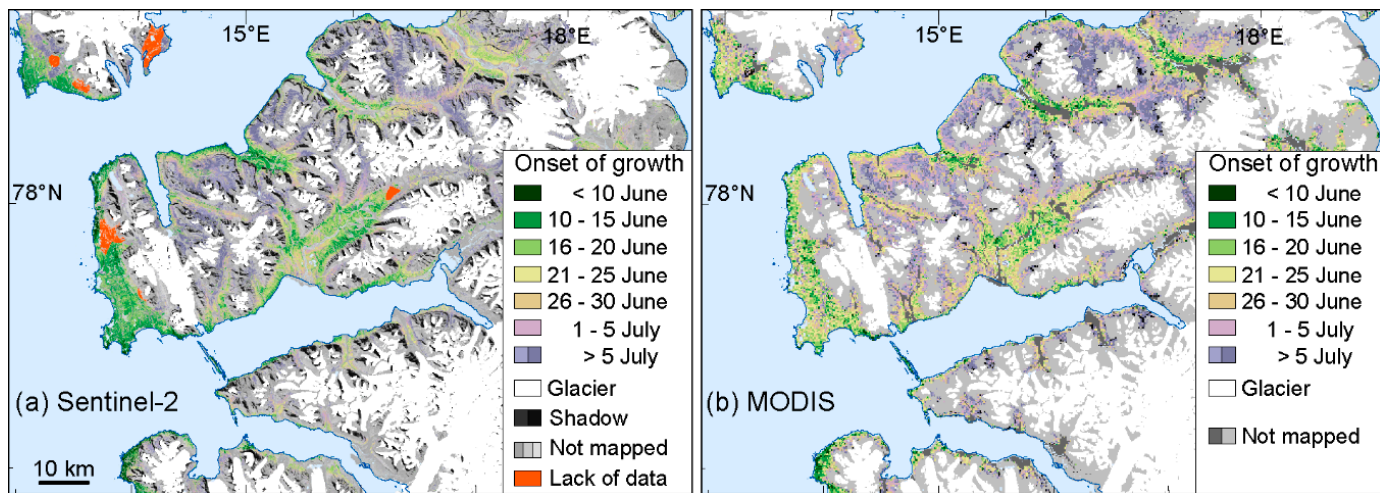 15°E
18°E
78°N
Onset of growth
< 10 June
10 - 15 June
16 - 20 June
21 - 25 June
26 - 30 June
1 - 5 July
> 5 July
Glacier
Shadow
Not mapped
Lack of data
(a) Sentinel-2
10 km
15°E
18°E
78°N
Onset of growth
< 10 June
10 - 15 June
16 - 20 June
21 - 25 June
26 - 30 June
1 - 5 July
> 5 July
Glacier
Not mapped
(b) MODIS